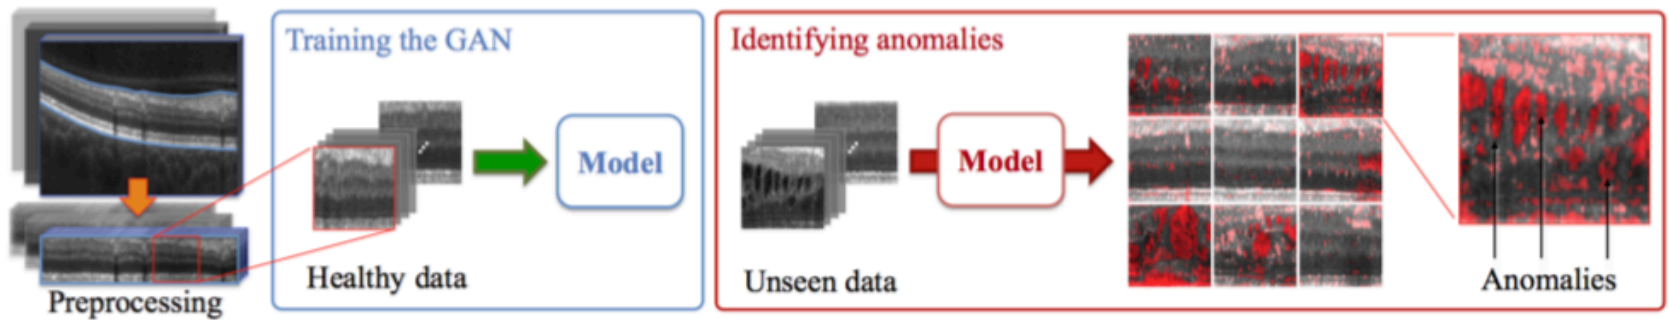 Preprocessing
Training the GAN
Healthy data
Model
Identifying anomalies
Unseen data
Model
Anomalies